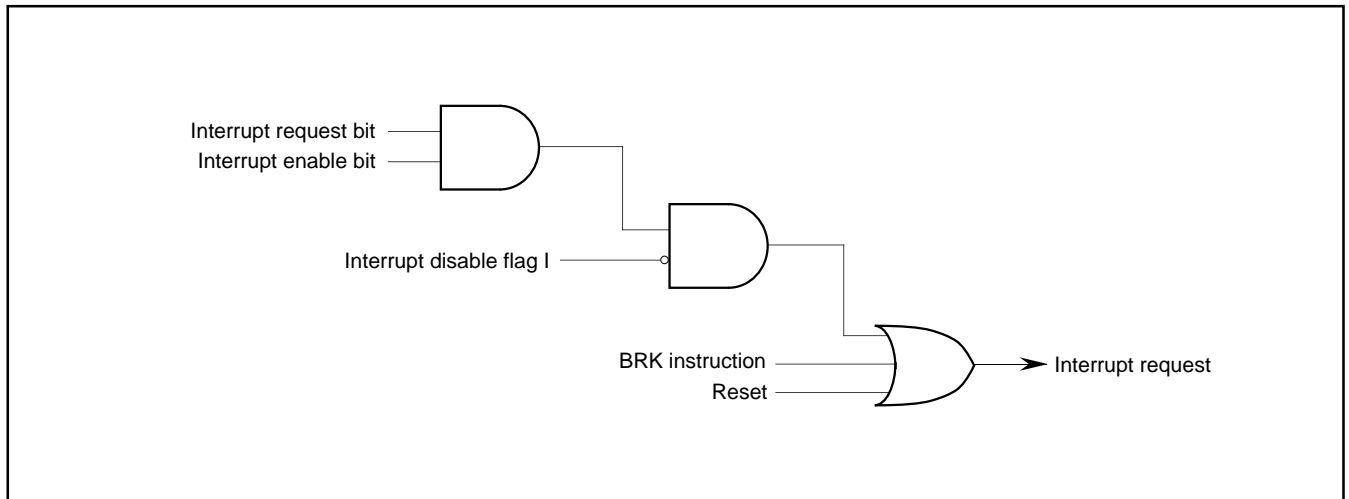 Interrupt request bit
Interrupt enable bit
Interrupt disable flag I
BRK instruction
Reset
Interrupt request